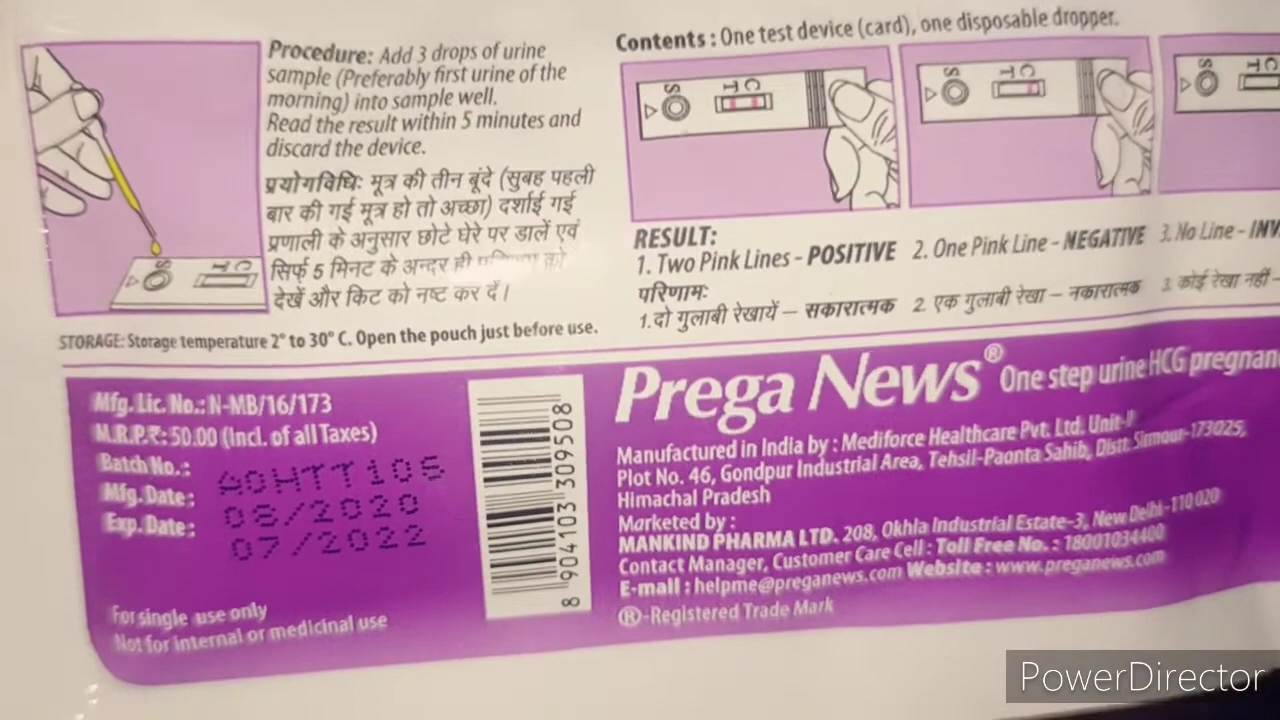 Procedure: Add 3 drops of urine
sample (Preferably first urine of the
morning) into sample well.
Read the result within 5 minutes and
discard the device.
प्रयोगविधिः मूत्र की तीन बूंदे (सुबह पहली
बार की गई मूत्र हो तो अच्छा) दर्शाई गई
प्रणाली के अनुसार छोटे घेरे पर डालें एवं
सिर्फ़ 5 मिनट के अन्दर ही को
देखें और किट को नष्ट कर दें।
STORAGE: Storage temperature 2° to 30° C. Open the pouch just before use.
Contents : One test device (card), one disposable dropper.
S T C
S T C
S T C
S T C
RESULT:
1. Two Pink Lines - POSITIVE 2. One Pink Line - NEGATIVE 3. No Line - INV
परिणामः
1. दो गुलाबी रेखायें – सकारात्मक 2. एक गुलाबी रेखा – नकारात्मक 3. कोई रेखा नहीं -
Mfg. Lic. No.: N-MB/16/173
M.R.P.₹: 50.00 (Incl. of all Taxes)
Batch No.: AOHTT106
Mfg. Date: 08/2020
Exp. Date: 07/2022
For single use only
Not for internal or medicinal use
8 904103 309508
Prega News® One step urine HCG pregnan
Manufactured in India by : Mediforce Healthcare Pvt. Ltd. Unit-II
Plot No. 46, Gondpur Industrial Area, Tehsil-Paonta Sahib, Distt. Sirmour-173025,
Himachal Pradesh
Marketed by :
MANKIND PHARMA LTD. 208, Okhla Industrial Estate-3, New Delhi-110020
Contact Manager, Customer Care Cell : Toll Free No. : 18001034400
E-mail : helpme@preganews.com Website : www.preganews.com
®-Registered Trade Mark
PowerDirector